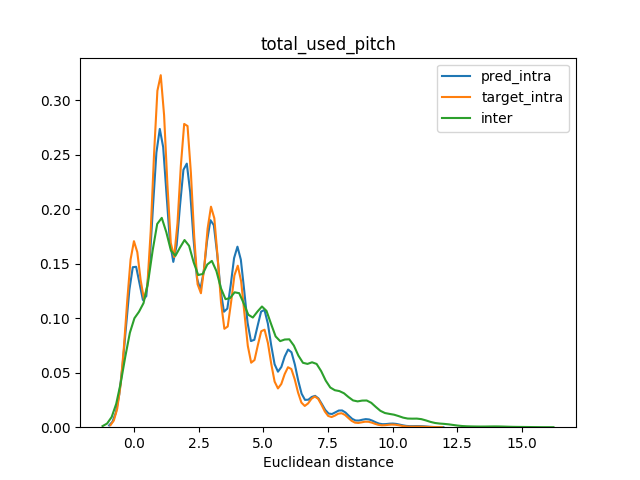 total_used_pitch
pred_intra
target_intra
inter
0.30
0.25
0.20
0.15
0.10
0.05
0.00
0.0 2.5 5.0 7.5 10.0 12.5 15.0
Euclidean distance